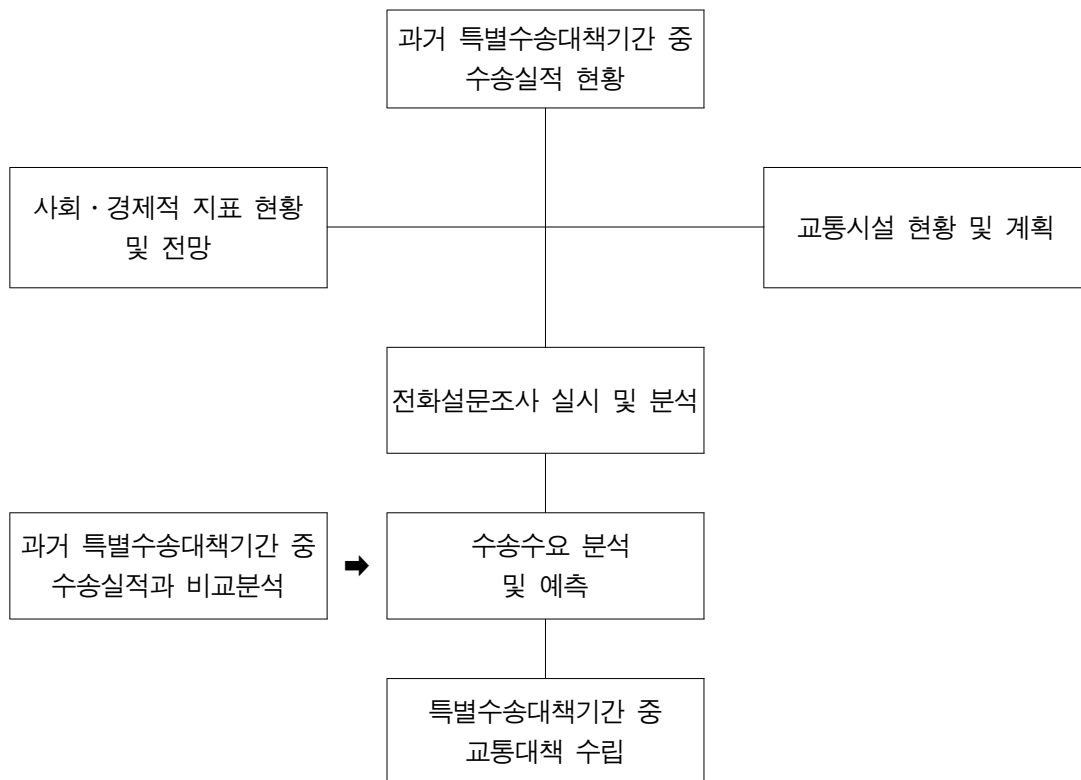 과거 특별수송대책기간 중
수송실적 현황
사회·경제적 지표 현황
및 전망
교통시설 현황 및 계획
전화설문조사 실시 및 분석
과거 특별수송대책기간 중
수송실적과 비교분석
수송수요 분석
및 예측
특별수송대책기간 중
교통대책 수립